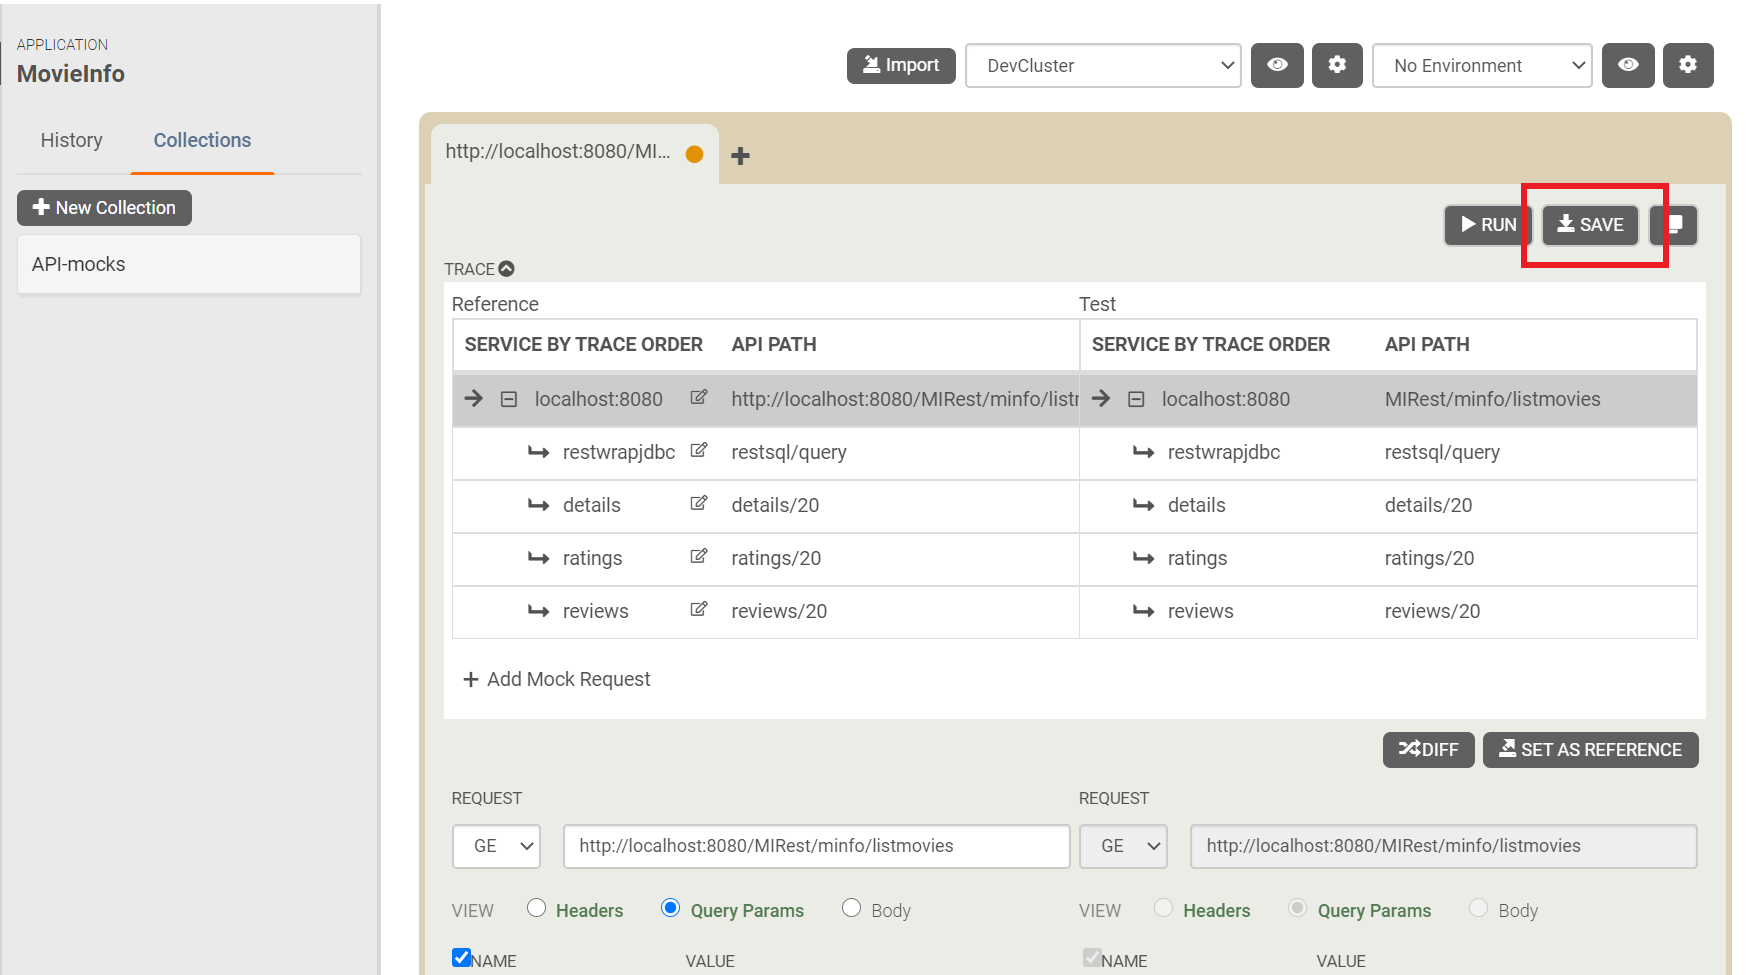 APPLICATION
MovieInfo
Import
DevCluster
No Environment
History
Collections
New Collection
API-mocks
http://localhost:8080/MI...
RUN
SAVE
TRACE
Reference
Test
SERVICE BY TRACE ORDER API PATH SERVICE BY TRACE ORDER API PATH
localhost:8080 http://localhost:8080/MIRest/minfo/listr localhost:8080 MIRest/minfo/listmovies
restwrapjdbc restsql/query restwrapjdbc restsql/query
details details/20 details details/20
ratings ratings/20 ratings ratings/20
reviews reviews/20 reviews reviews/20
+ Add Mock Request
DIFF
SET AS REFERENCE
REQUEST REQUEST
GE http://localhost:8080/MIRest/minfo/listmovies GE http://localhost:8080/MIRest/minfo/listmovies
VIEW Headers Query Params Body VIEW Headers Query Params Body
NAME VALUE NAME VALUE